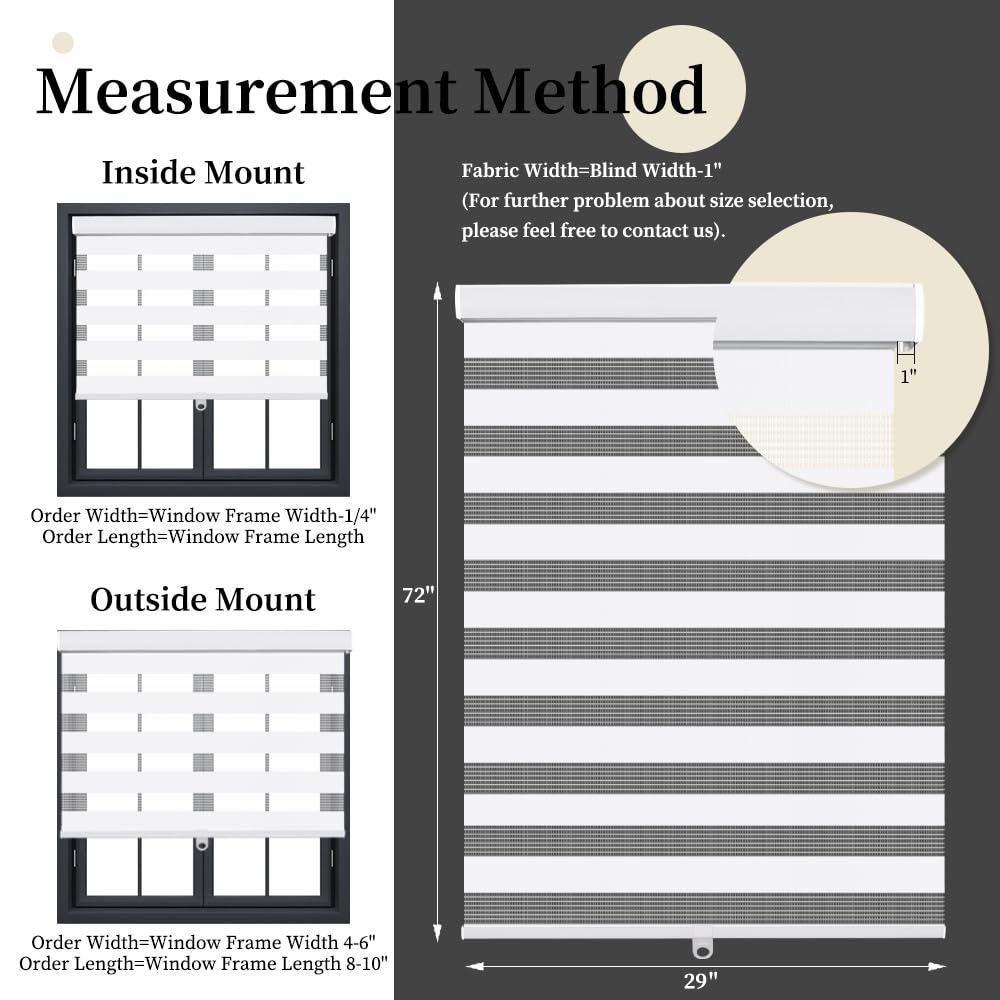 Measurement Method
Inside Mount
Order Width=Window Frame Width-1/4"
Order Length=Window Frame Length
Outside Mount
Order Width=Window Frame Width 4-6"
Order Length=Window Frame Length 8-10"
Fabric Width=Blind Width-1"
(For further problem about size selection,
please feel free to contact us).
1"
72"
29"